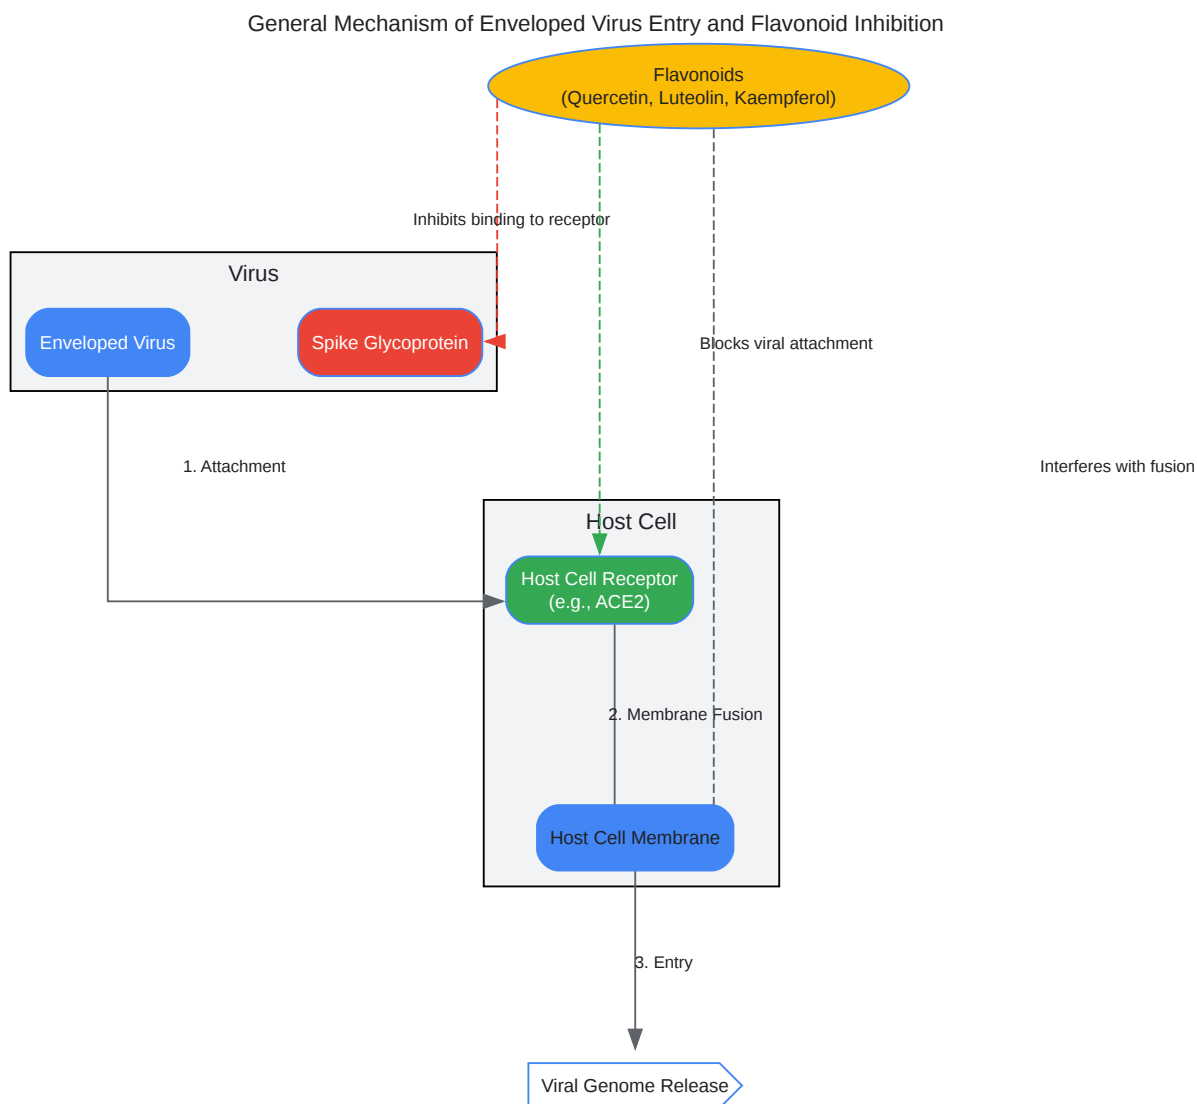 General Mechanism of Enveloped Virus Entry and Flavonoid Inhibition
Flavonoids
(Quercetin, Luteolin, Kaempferol)
Inhibits binding to receptor
Virus
Enveloped Virus
Spike Glycoprotein
Blocks viral attachment
1. Attachment
Interferes with fusion
Host Cell
Host Cell Receptor
(e.g., ACE2)
2. Membrane Fusion
Host Cell Membrane
3. Entry
Viral Genome Release